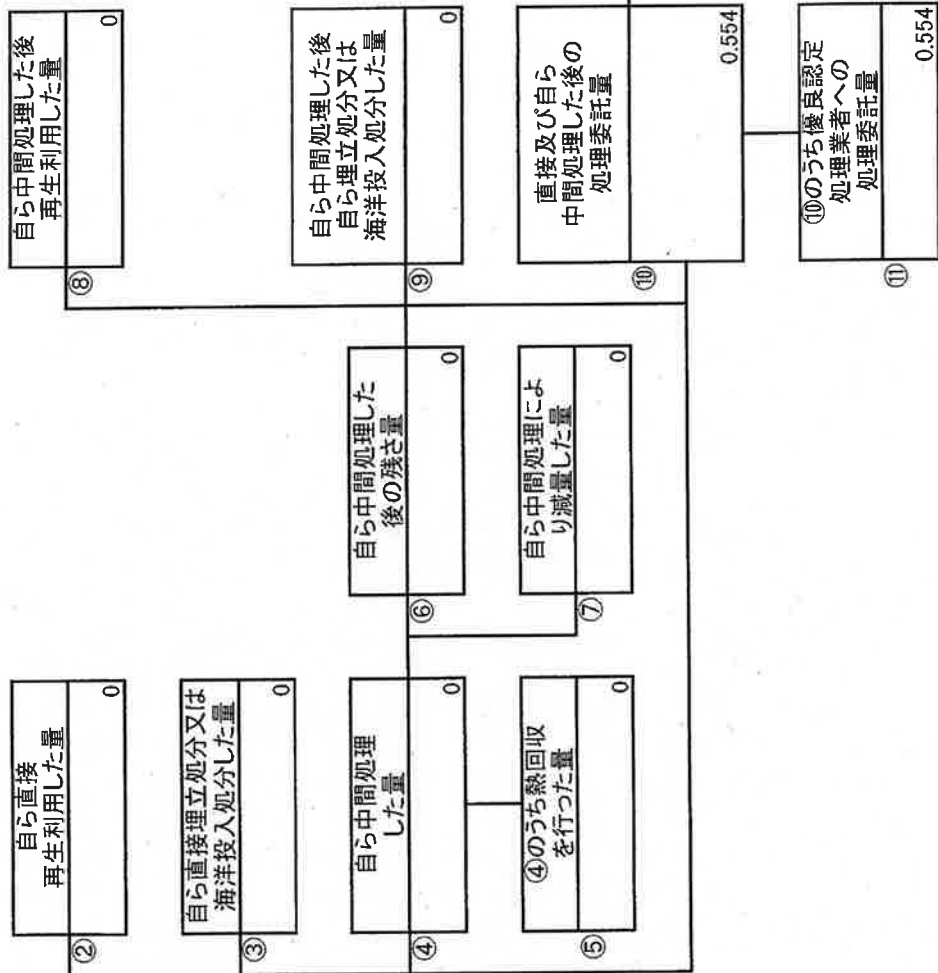 ②
自ら直接
再生利用した量
0
③
自ら直接埋立処分又は
海洋投入処分した量
0
④
自ら中間処理
した量
0
⑤
④のうち熱回収
を行つた量
0
⑥
自ら中間処理した
後の残さ量
0
⑦
自ら中間処理によ
り減量した量
0
⑧
自ら中間処理した後
再生利用した量
0
⑨
自ら中間処理した後
自ら埋立処分又は
海洋投入処分した量
0
⑩
直接及び自ら
中間処理した後の
処理委託量
0.554
⑪
⑩のうち優良認定
処理業者への
処理委託量
0.554